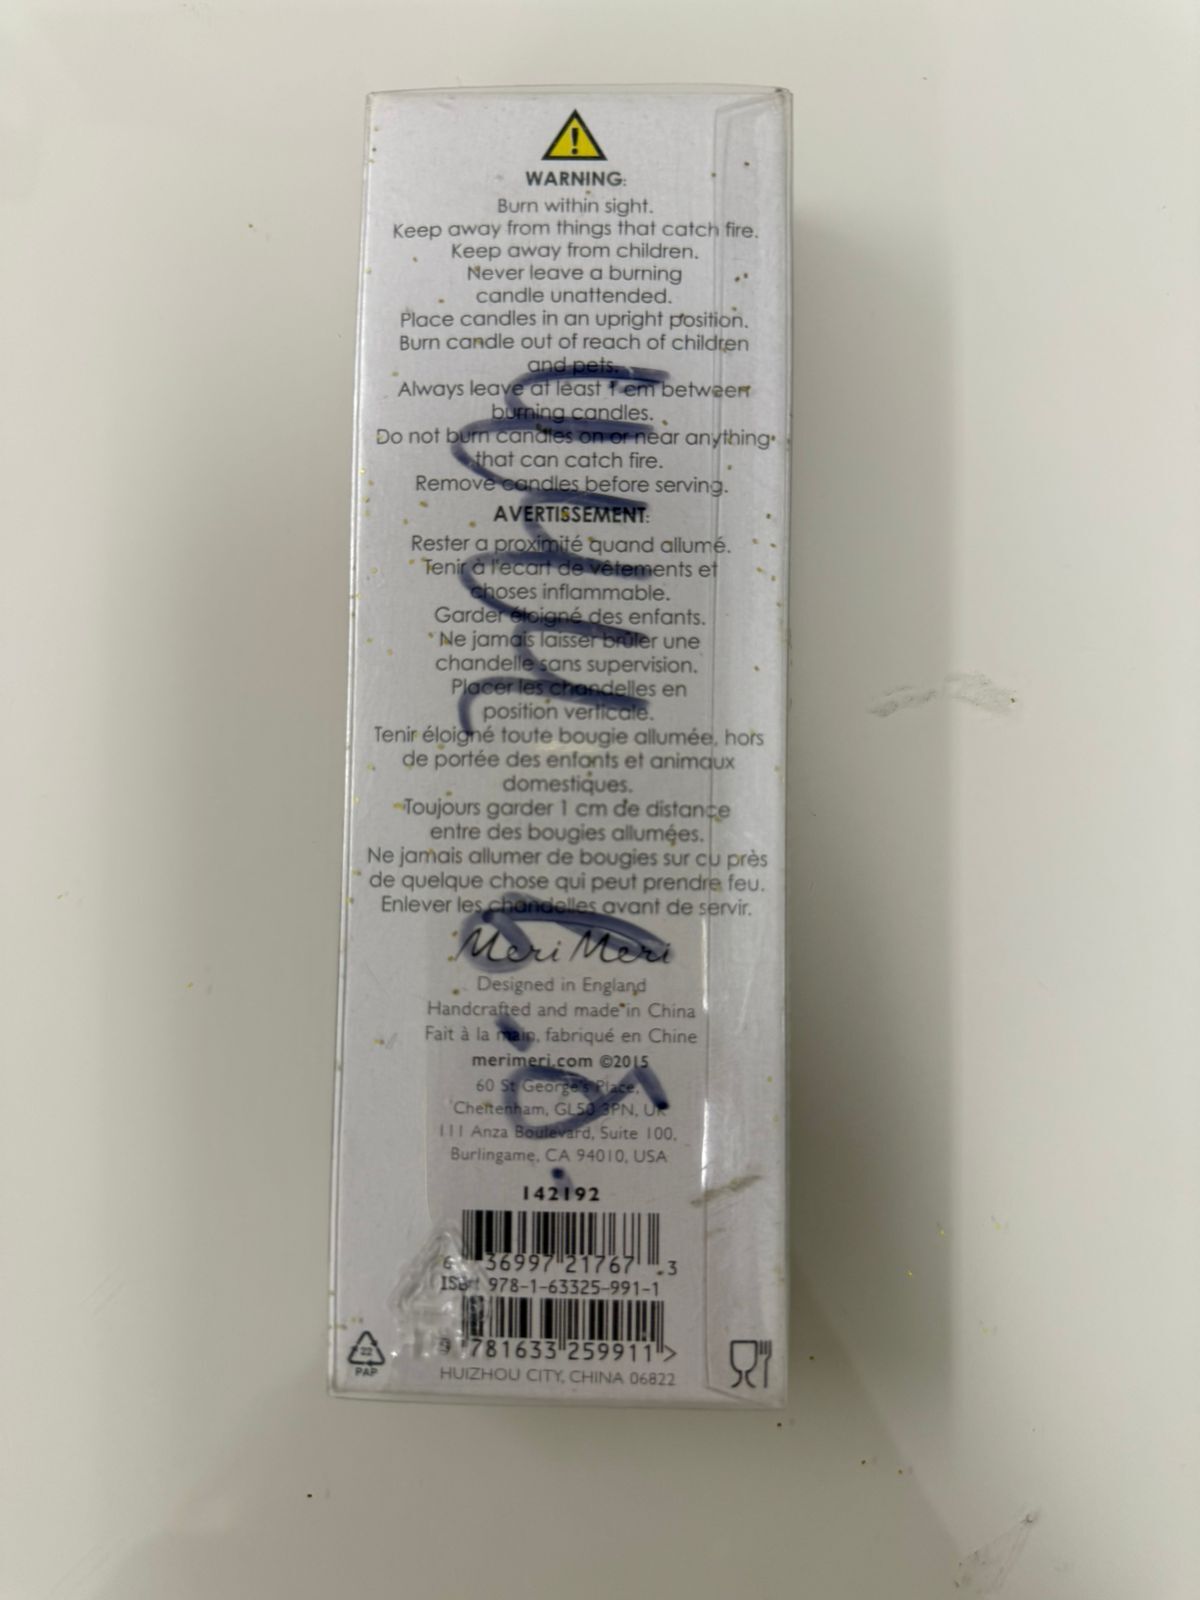 WARNING:
Burn within sight.
Keep away from things that catch fire.
Keep away from children.
Never leave a burning
candle unattended.
Place candles in an upright position.
Burn candle out of reach of children
and pets.
Always leave at least 1 cm between
burning candles.
Do not burn candles on or near anything
that can catch fire.
Remove candles before serving.
AVERTISSEMENT:
Rester a proximité quand allumé.
Tenir à l'ecart de vêtements et
choses inflammable.
Garder éloigné des enfants.
Ne jamais laisser brûler une
chandelle sans supervision.
Placer les chandelles en
position verticale.
Tenir éloigné toute bougie allumée, hors
de portée des enfants et animaux
domestiques.
Toujours garder 1 cm de distance
entre des bougies allumées.
Ne jamais allumer de bougies sur cu près
de quelque chose qui peut prendre feu.
Enlever les chandelles avant de servir.
Meri Meri
Designed in England
Handcrafted and made in China
Fait à la main, fabriqué en Chine
merimeri.com ©2015
60 St George's Place,
Cheltenham, GL50 3PN, UK
111 Anza Boulevard, Suite 100,
Burlingame, CA 94010, USA
142192
6 36997 21767 3
ISBN 978-1-63325-991-1
9 781633 259911 >
22
PAP
HUIZHOU CITY, CHINA 06822